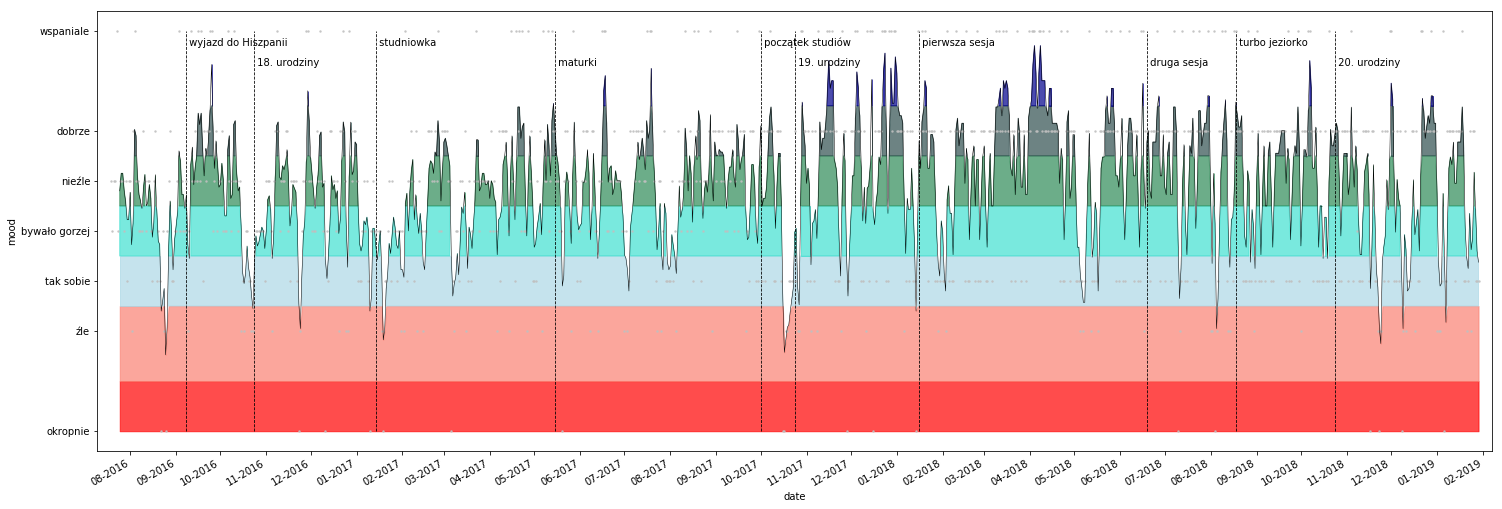 wspaniale
wyjazd do Hiszpanii
studniowka
początek studiów
pierwsza sesja
turbo jeziorko
18. urodziny
maturki
19. urodziny
druga sesja
20. urodziny
dobrze
nieźle
bywało gorzej
tak sobie
źle
okropnie
mood
08-2016
09-2016
10-2016
11-2016
12-2016
01-2017
02-2017
03-2017
04-2017
05-2017
06-2017
07-2017
08-2017
09-2017
10-2017
11-2017
12-2017
01-2018
02-2018
03-2018
04-2018
05-2018
06-2018
07-2018
08-2018
09-2018
10-2018
11-2018
12-2018
01-2019
02-2019
date